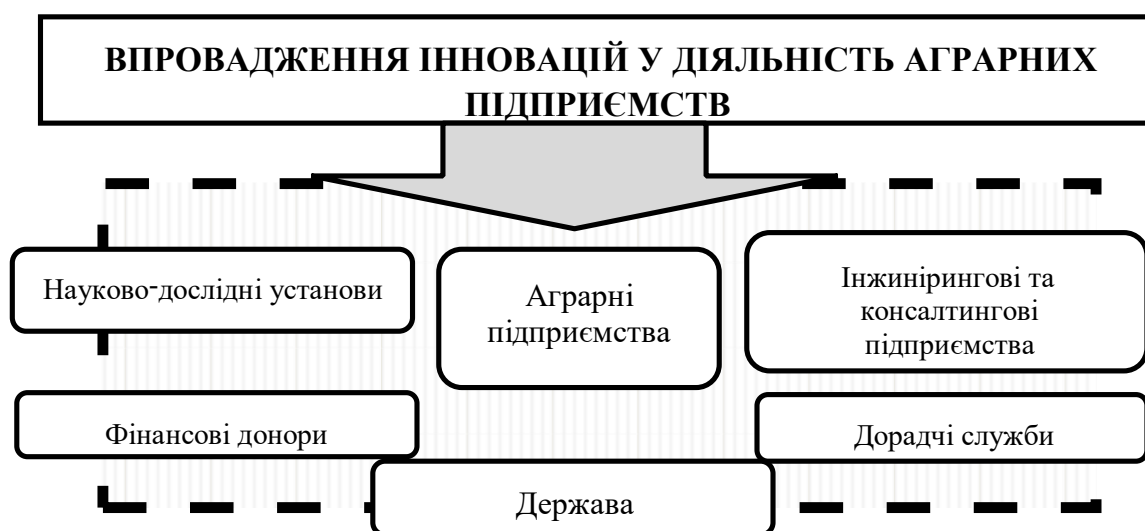 ВПРОВАДЖЕННЯ ІННОВАЦІЙ У ДІЯЛЬНІСТЬ АГРАРНИХ
ПІДПРИЄМСТВ
Науково-дослідні установи
Аграрні
підприємства
Інжинірингові та
консалтингові
підприємства
Фінансові донори
Дорадчі служби
Держава